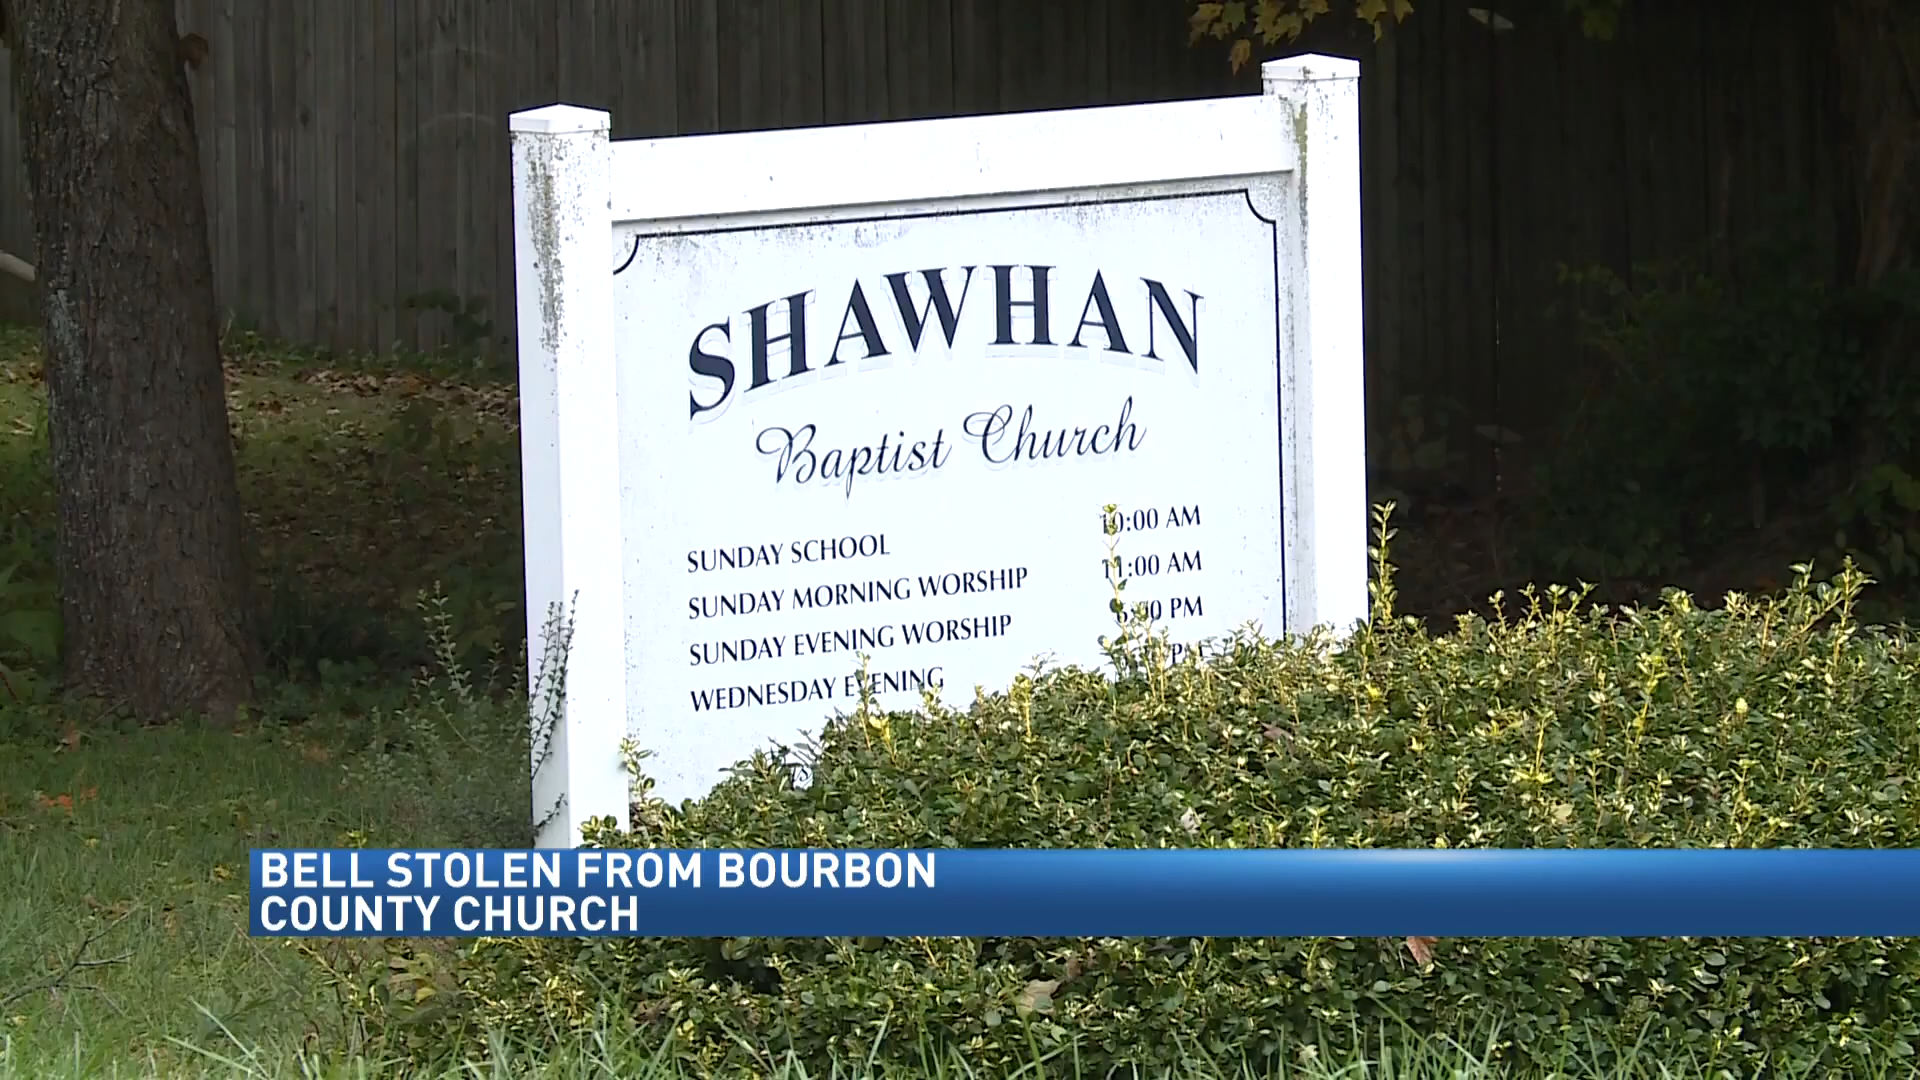 SHAWHAN
Baptist Church
SUNDAY SCHOOL 10:00 AM
SUNDAY MORNING WORSHIP 11:00 AM
SUNDAY EVENING WORSHIP PM
WEDNESDAY EVENING PM
BELL STOLEN FROM BOURBON
COUNTY CHURCH